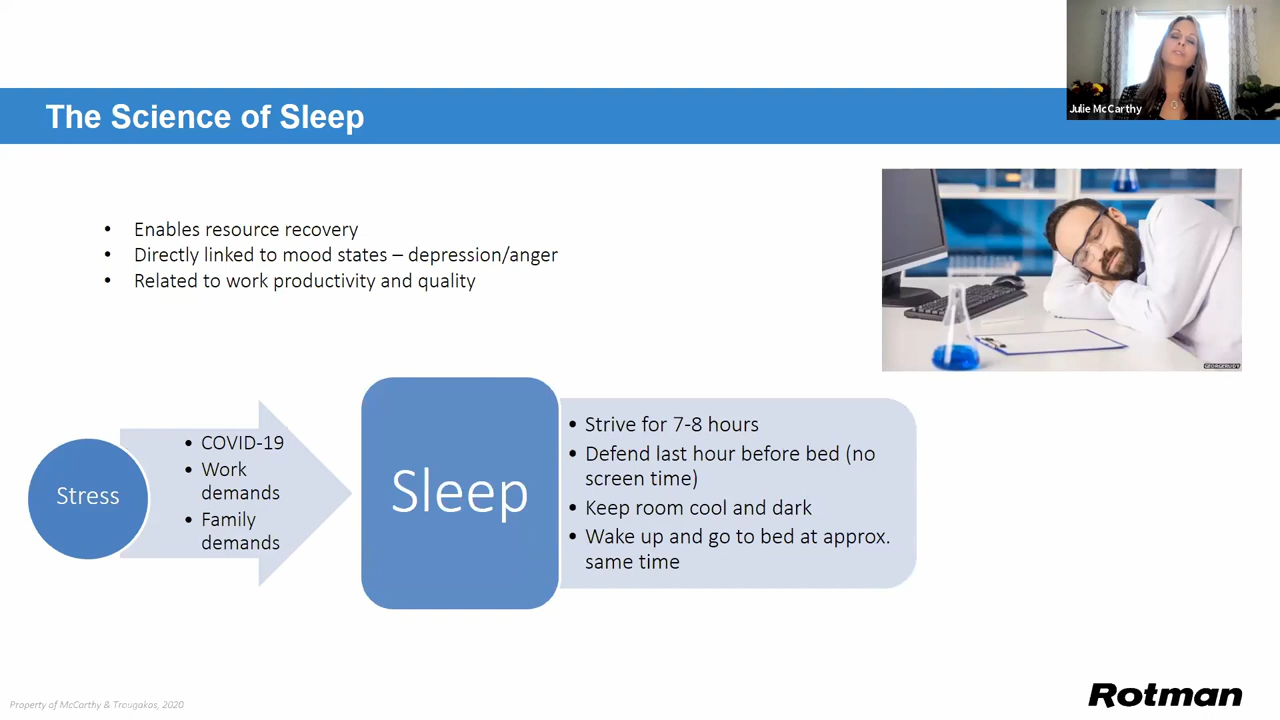 Julie McCarthy
The Science of Sleep
• Enables resource recovery
• Directly linked to mood states – depression/anger
• Related to work productivity and quality
Stress
• COVID-19
• Work
demands
• Family
demands
Sleep
• Strive for 7-8 hours
• Defend last hour before bed (no
screen time)
• Keep room cool and dark
• Wake up and go to bed at approx.
same time
Property of McCarthy & Trougakos, 2020
Rotman